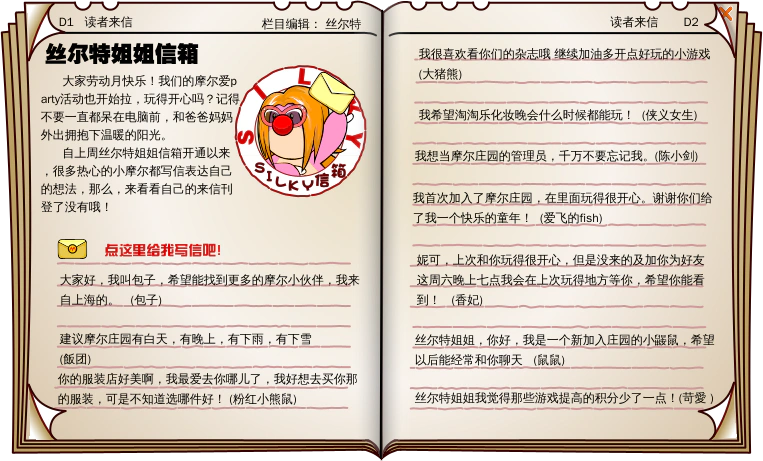 D1 读者来信
栏目编辑： 丝尔特
丝尔特姐姐信箱
大家劳动月快乐！我们的摩尔爱p
arty活动也开始拉，玩得开心吗？记得
不要一直都呆在电脑前，和爸爸妈妈
外出拥抱下温暖的阳光。
自上周丝尔特姐姐信箱开通以来
，很多热心的小摩尔都写信表达自己
的想法，那么，来看看自己的来信刊
登了没有哦！
SILKY
SILKY信箱
点这里给我写信吧!
大家好，我叫包子，希望能找到更多的摩尔小伙伴，我来
自上海的。 （包子）
建议摩尔庄园有白天，有晚上，有下雨，有下雪
(飯团)
你的服装店好美啊，我最爱去你哪儿了，我好想去买你那
的服装，可是不知道选哪件好！ (粉红小熊鼠)
读者来信 D2
我很喜欢看你们的杂志哦 继续加油多开点好玩的小游戏
(大猪熊)
我希望淘淘乐化妆晚会什么时候都能玩！（侠义女生）
我想当摩尔庄园的管理员，千万不要忘记我。(陈小剑)
我首次加入了摩尔庄园，在里面玩得很开心。谢谢你们给
了我一个快乐的童年！（爱飞的fish)
妮可，上次和你玩得很开心，但是没来的及加你为好友
这周六晚上七点我会在上次玩得地方等你，希望你能看
到！ （香妃)
丝尔特姐姐，你好，我是一个新加入庄园的小鼹鼠，希望
以后能经常和你聊天 （鼠鼠）
丝尔特姐姐我觉得那些游戏提高的积分少了一点！(苛愛 )